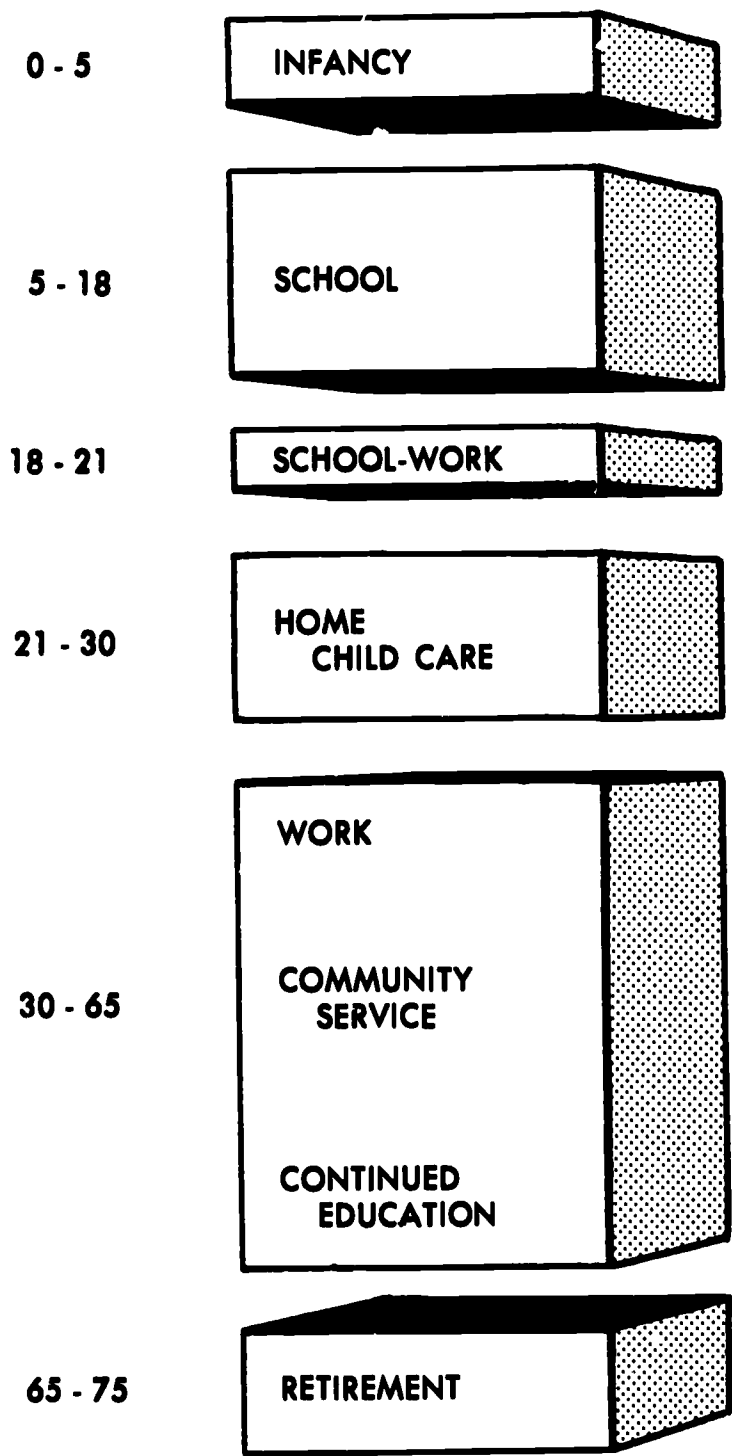 0 - 5 INFANCY
5 - 18 SCHOOL
18 - 21 SCHOOL-WORK
21 - 30 HOME
CHILD CARE
WORK
30 - 65 COMMUNITY
SERVICE
CONTINUED
EDUCATION
65 - 75 RETIREMENT